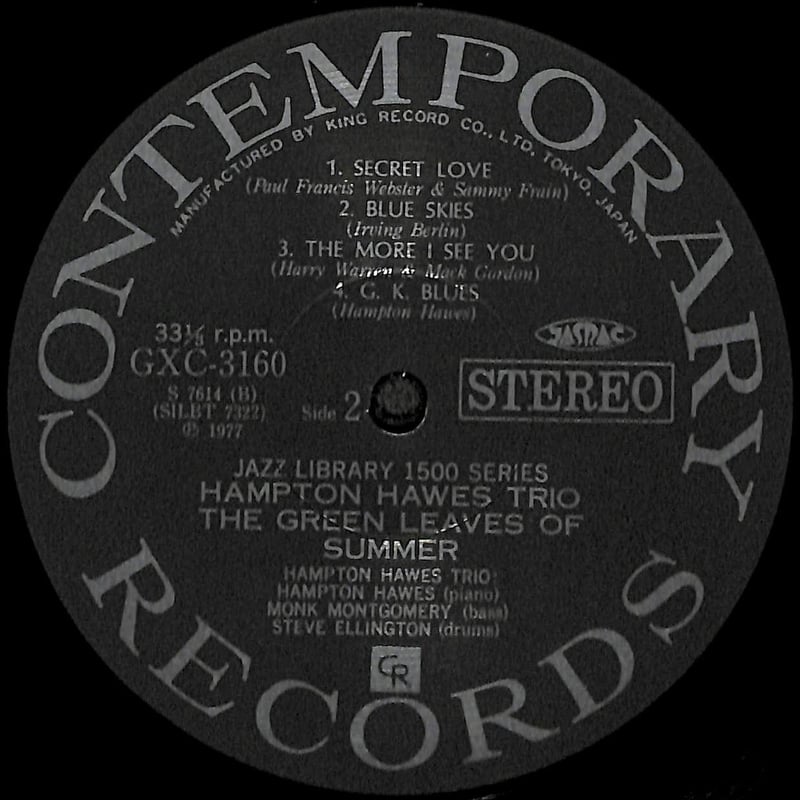 CONTEMPORARY
MANUFACTURED BY KING RECORD CO., LTD. TOKYO, JAPAN
1. SECRET LOVE
(Paul Francis Webster & Sammy Frain)
2. BLUE SKIES
(Irving Berlin)
3. THE MORE I SEE YOU
(Harry Warren & Mack Gordon)
4. G. K. BLUES
(Hampton Hawes)
33⅓ r.p.m.
GXC-3160
S 7614 (B)
(SILBT 7322)
Ⓟ 1977
Side 2
JASRAC
STEREO
JAZZ LIBRARY 1500 SERIES
HAMPTON HAWES TRIO
THE GREEN LEAVES OF
SUMMER
HAMPTON HAWES TRIO:
HAMPTON HAWES (piano)
MONK MONTGOMERY (bass)
STEVE ELLINGTON (drums)
CR
RECORDS